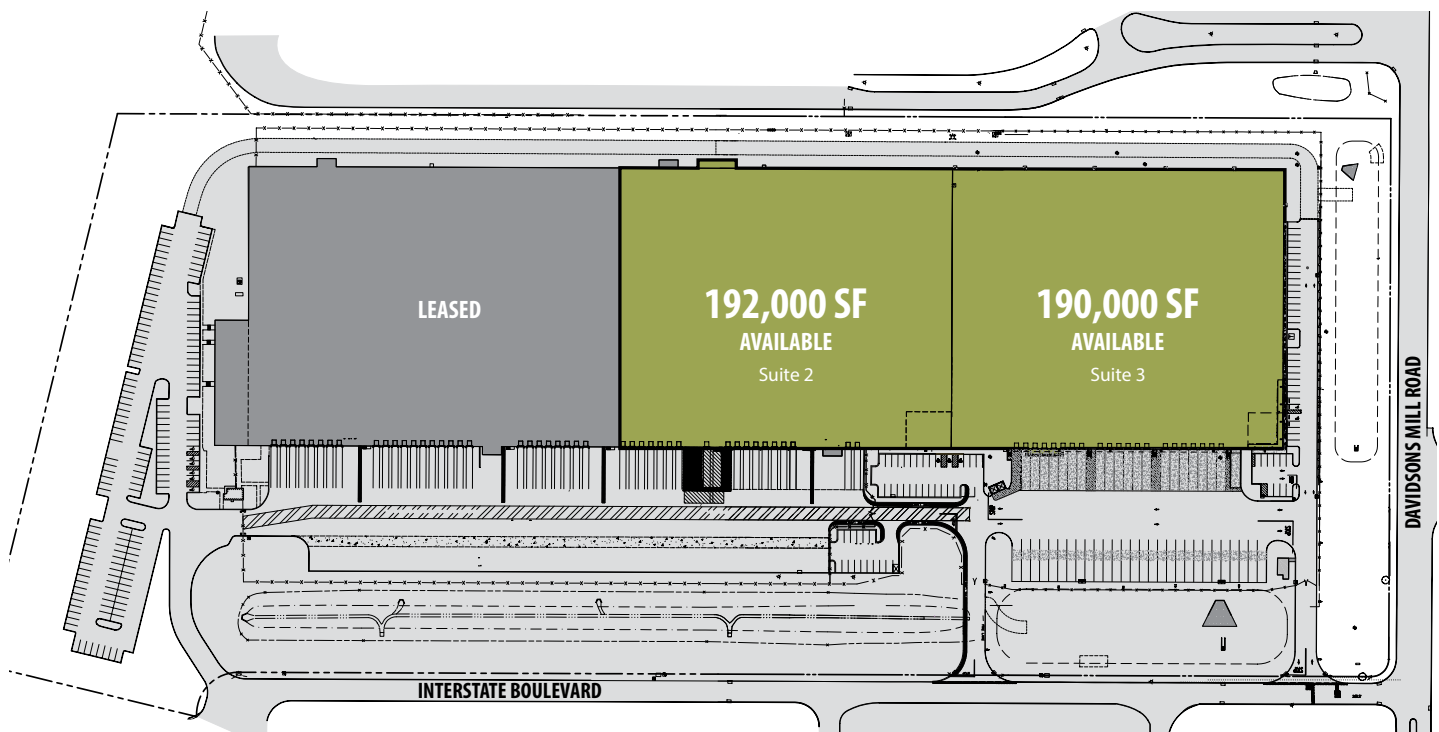 LEASED
192,000 SF
AVAILABLE
Suite 2
190,000 SF
AVAILABLE
Suite 3
DAVIDSONS MILL ROAD
INTERSTATE BOULEVARD